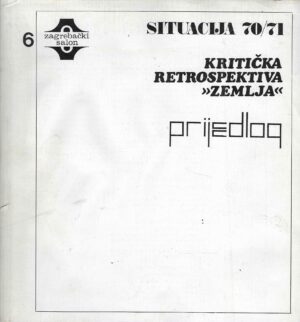 6
zagrebački
salon
SITUACIJA 70/71
KRITIČKA
RETROSPEKTIVA
»ZEMLJA«
prijedlog